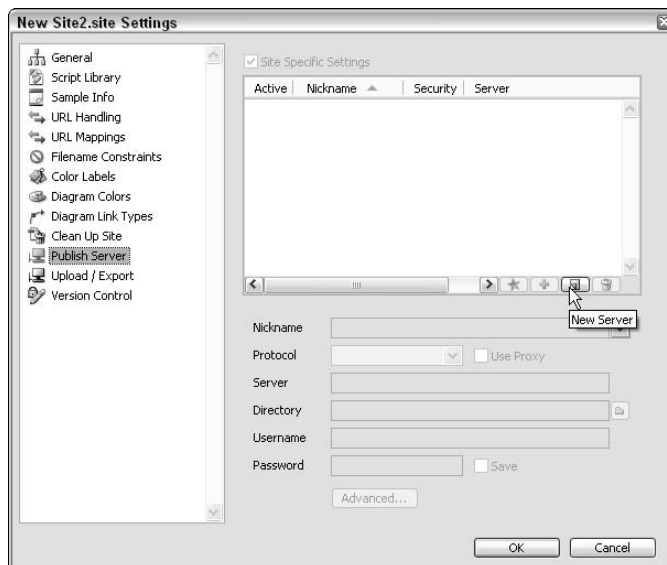 New Site2.site Settings
General
Script Library
Sample Info
URL Handling
URL Mappings
Filename Constraints
Color Labels
Diagram Colors
Diagram Link Types
Clean Up Site
Publish Server
Upload / Export
Version Control
Site Specific Settings
Active Nickname Security Server
New Server
Nickname
Protocol Use Proxy
Server
Directory
Username
Password Save
Advanced...
OK Cancel